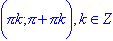 (πk; π + πk), k ∈ Z